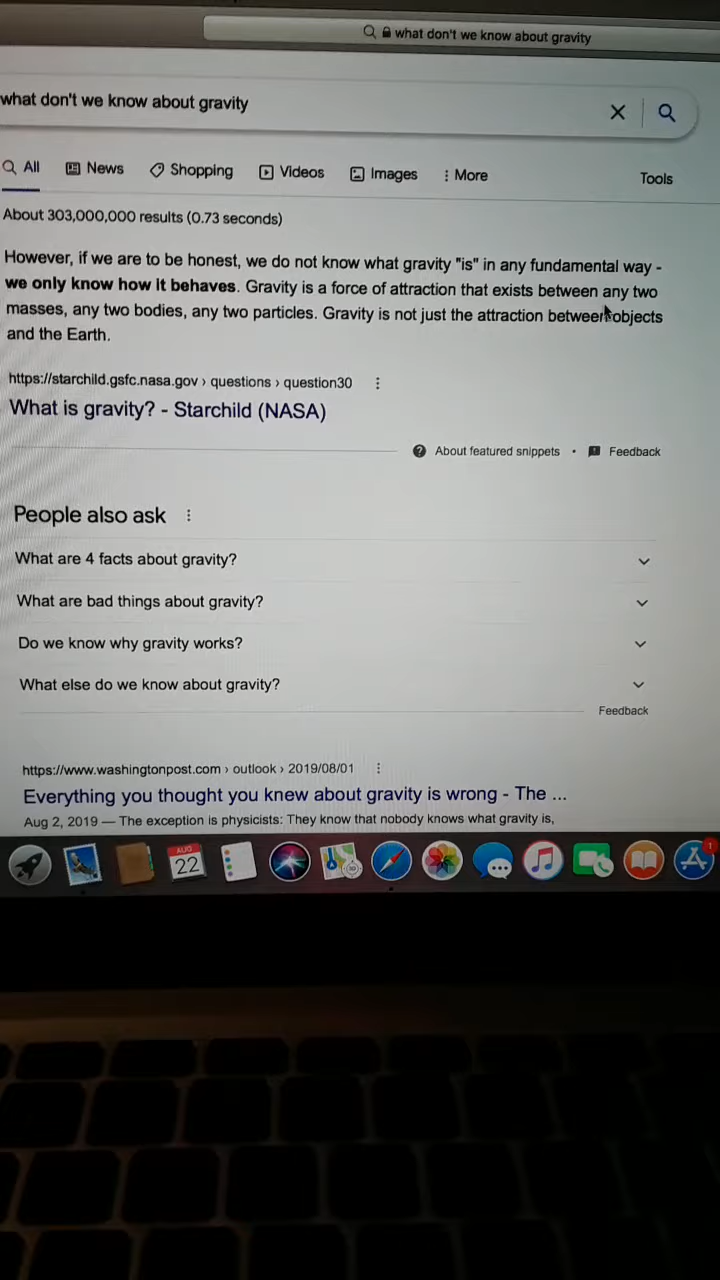 what don't we know about gravity
what don't we know about gravity
All News Shopping Videos Images More Tools
About 303,000,000 results (0.73 seconds)
However, if we are to be honest, we do not know what gravity "is" in any fundamental way -
we only know how it behaves. Gravity is a force of attraction that exists between any two
masses, any two bodies, any two particles. Gravity is not just the attraction between objects
and the Earth.
https://starchild.gsfc.nasa.gov › questions › question30
What is gravity? - Starchild (NASA)
About featured snippets • Feedback
People also ask
What are 4 facts about gravity?
What are bad things about gravity?
Do we know why gravity works?
What else do we know about gravity?
Feedback
https://www.washingtonpost.com › outlook › 2019/08/01
Everything you thought you knew about gravity is wrong - The ...
Aug 2, 2019 — The exception is physicists: They know that nobody knows what gravity is,
AUG
22
1